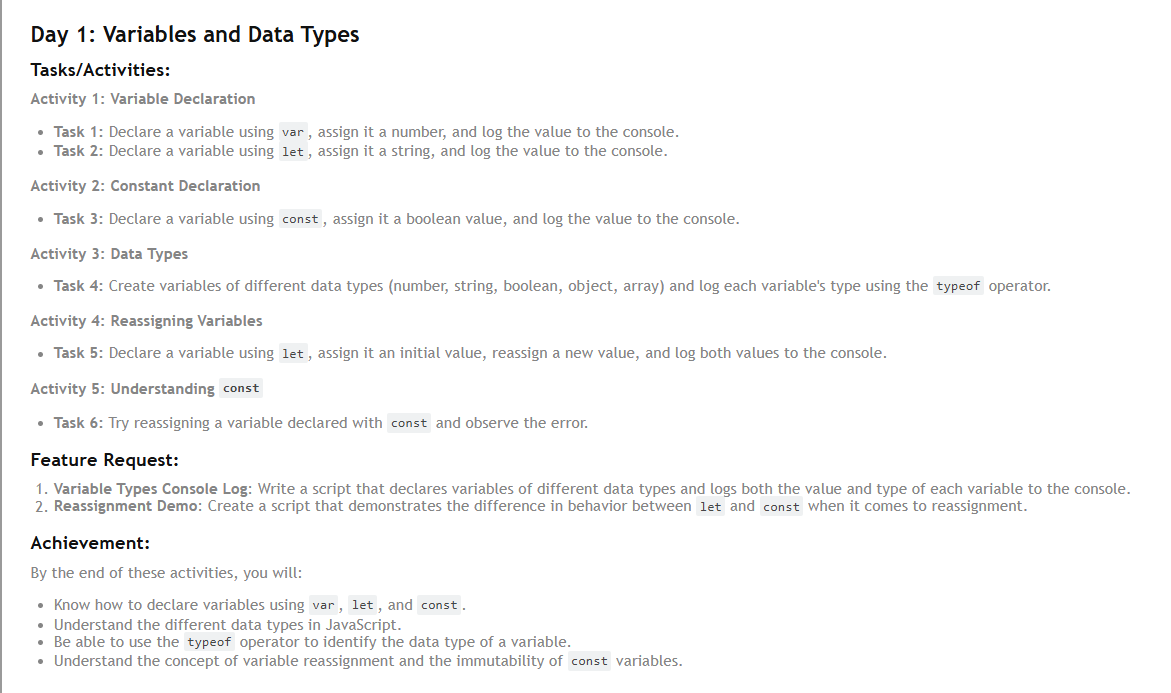 Day 1: Variables and Data Types
Tasks/Activities:
Activity 1: Variable Declaration
• Task 1: Declare a variable using var, assign it a number, and log the value to the console.
• Task 2: Declare a variable using let, assign it a string, and log the value to the console.
Activity 2: Constant Declaration
• Task 3: Declare a variable using const, assign it a boolean value, and log the value to the console.
Activity 3: Data Types
• Task 4: Create variables of different data types (number, string, boolean, object, array) and log each variable's type using the typeof operator.
Activity 4: Reassigning Variables
• Task 5: Declare a variable using let, assign it an initial value, reassign a new value, and log both values to the console.
Activity 5: Understanding const
• Task 6: Try reassigning a variable declared with const and observe the error.
Feature Request:
1. Variable Types Console Log: Write a script that declares variables of different data types and logs both the value and type of each variable to the console.
2. Reassignment Demo: Create a script that demonstrates the difference in behavior between let and const when it comes to reassignment.
Achievement:
By the end of these activities, you will:
• Know how to declare variables using var, let, and const.
• Understand the different data types in JavaScript.
• Be able to use the typeof operator to identify the data type of a variable.
• Understand the concept of variable reassignment and the immutability of const variables.